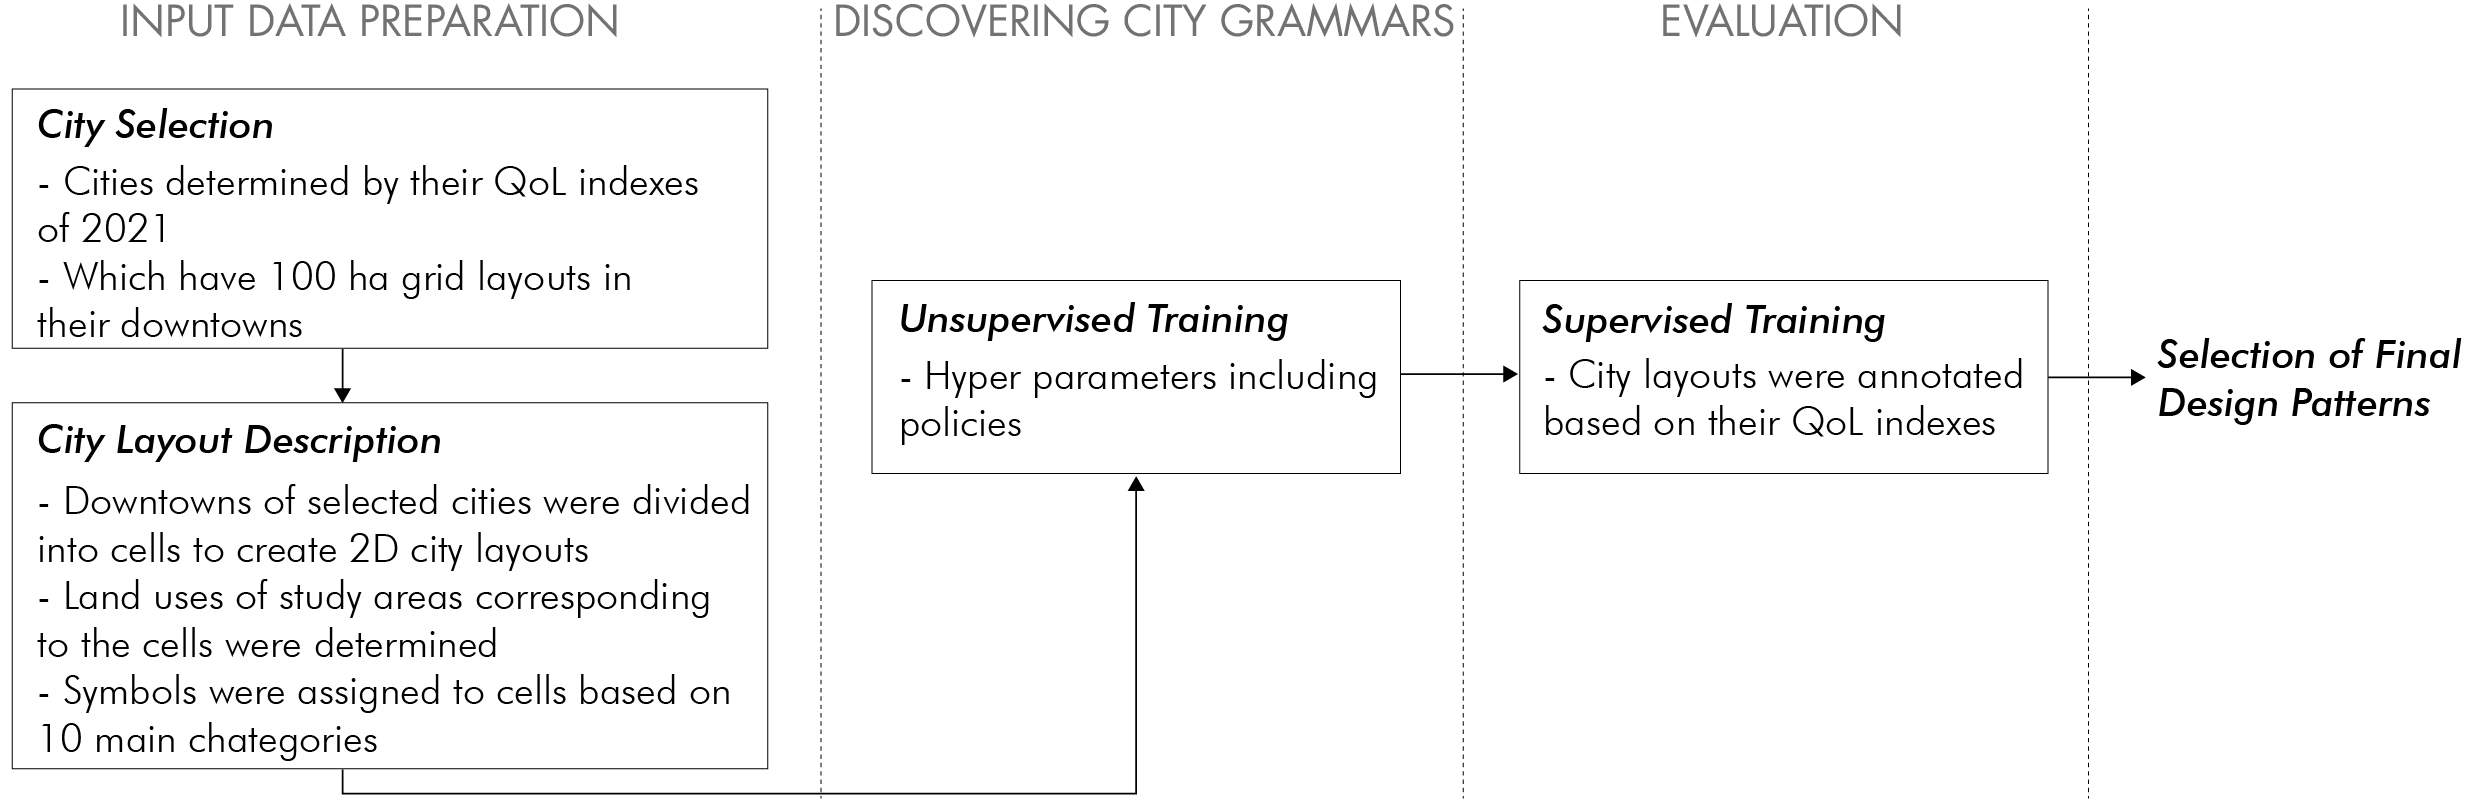 INPUT DATA PREPARATION
City Selection
- Cities determined by their QoL indexes
of 2021
- Which have 100 ha grid layouts in
their downtowns
City Layout Description
- Downtowns of selected cities were divided
into cells to create 2D city layouts
- Land uses of study areas corresponding
to the cells were determined
- Symbols were assigned to cells based on
10 main chategories
DISCOVERING CITY GRAMMARS
Unsupervised Training
- Hyper parameters including
policies
EVALUATION
Supervised Training
- City layouts were annotated
based on their QoL indexes
Selection of Final
Design Patterns